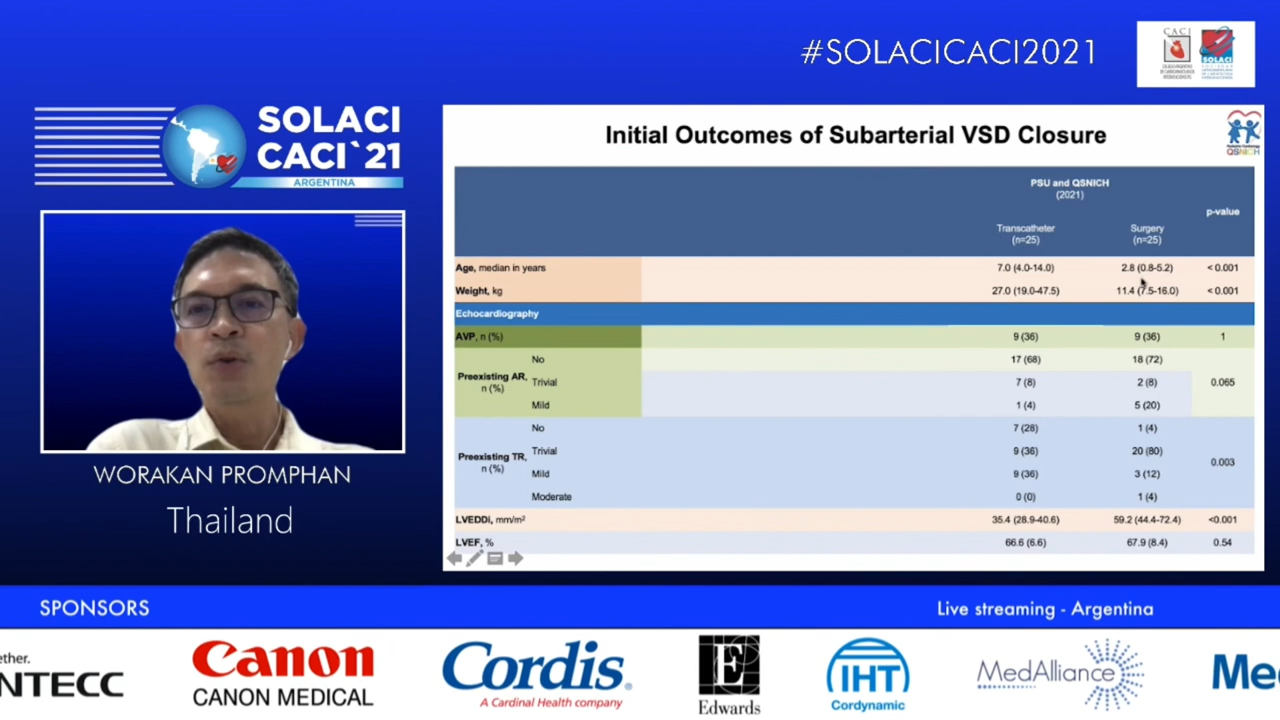 #SOLACICACI2021
CACI
SOLACI
SOLACI
CACI`21
ARGENTINA
WORAKAN PROMPHAN
Thailand
Initial Outcomes of Subarterial VSD Closure
QSNICH
PSU and QSNICH
(2021)
p-value
Transcatheter
(n=25)
Surgery
(n=25)
Age, median in years 7.0 (4.0-14.0) 2.8 (0.8-5.2) < 0.001
Weight, kg 27.0 (19.0-47.5) 11.4 (7.5-16.0) < 0.001
Echocardiography
AVP, n (%) 9 (36) 9 (36) 1
Preexisting AR, n (%)
No 17 (68) 18 (72)
Trivial 7 (8) 2 (8) 0.065
Mild 1 (4) 5 (20)
Preexisting TR, n (%)
No 7 (28) 1 (4)
Trivial 9 (36) 20 (80)
0.003
Mild 9 (36) 3 (12)
Moderate 0 (0) 1 (4)
LVEDDi, mm/m² 35.4 (28.9-40.6) 59.2 (44.4-72.4) <0.001
LVEF, % 66.6 (6.6) 67.9 (8.4) 0.54
SPONSORS
Live streaming - Argentina
ether.
NTECC
Canon
CANON MEDICAL
Cordis®
A Cardinal Health company
Edwards
IHT
Cordynamic
MedAlliance
Me